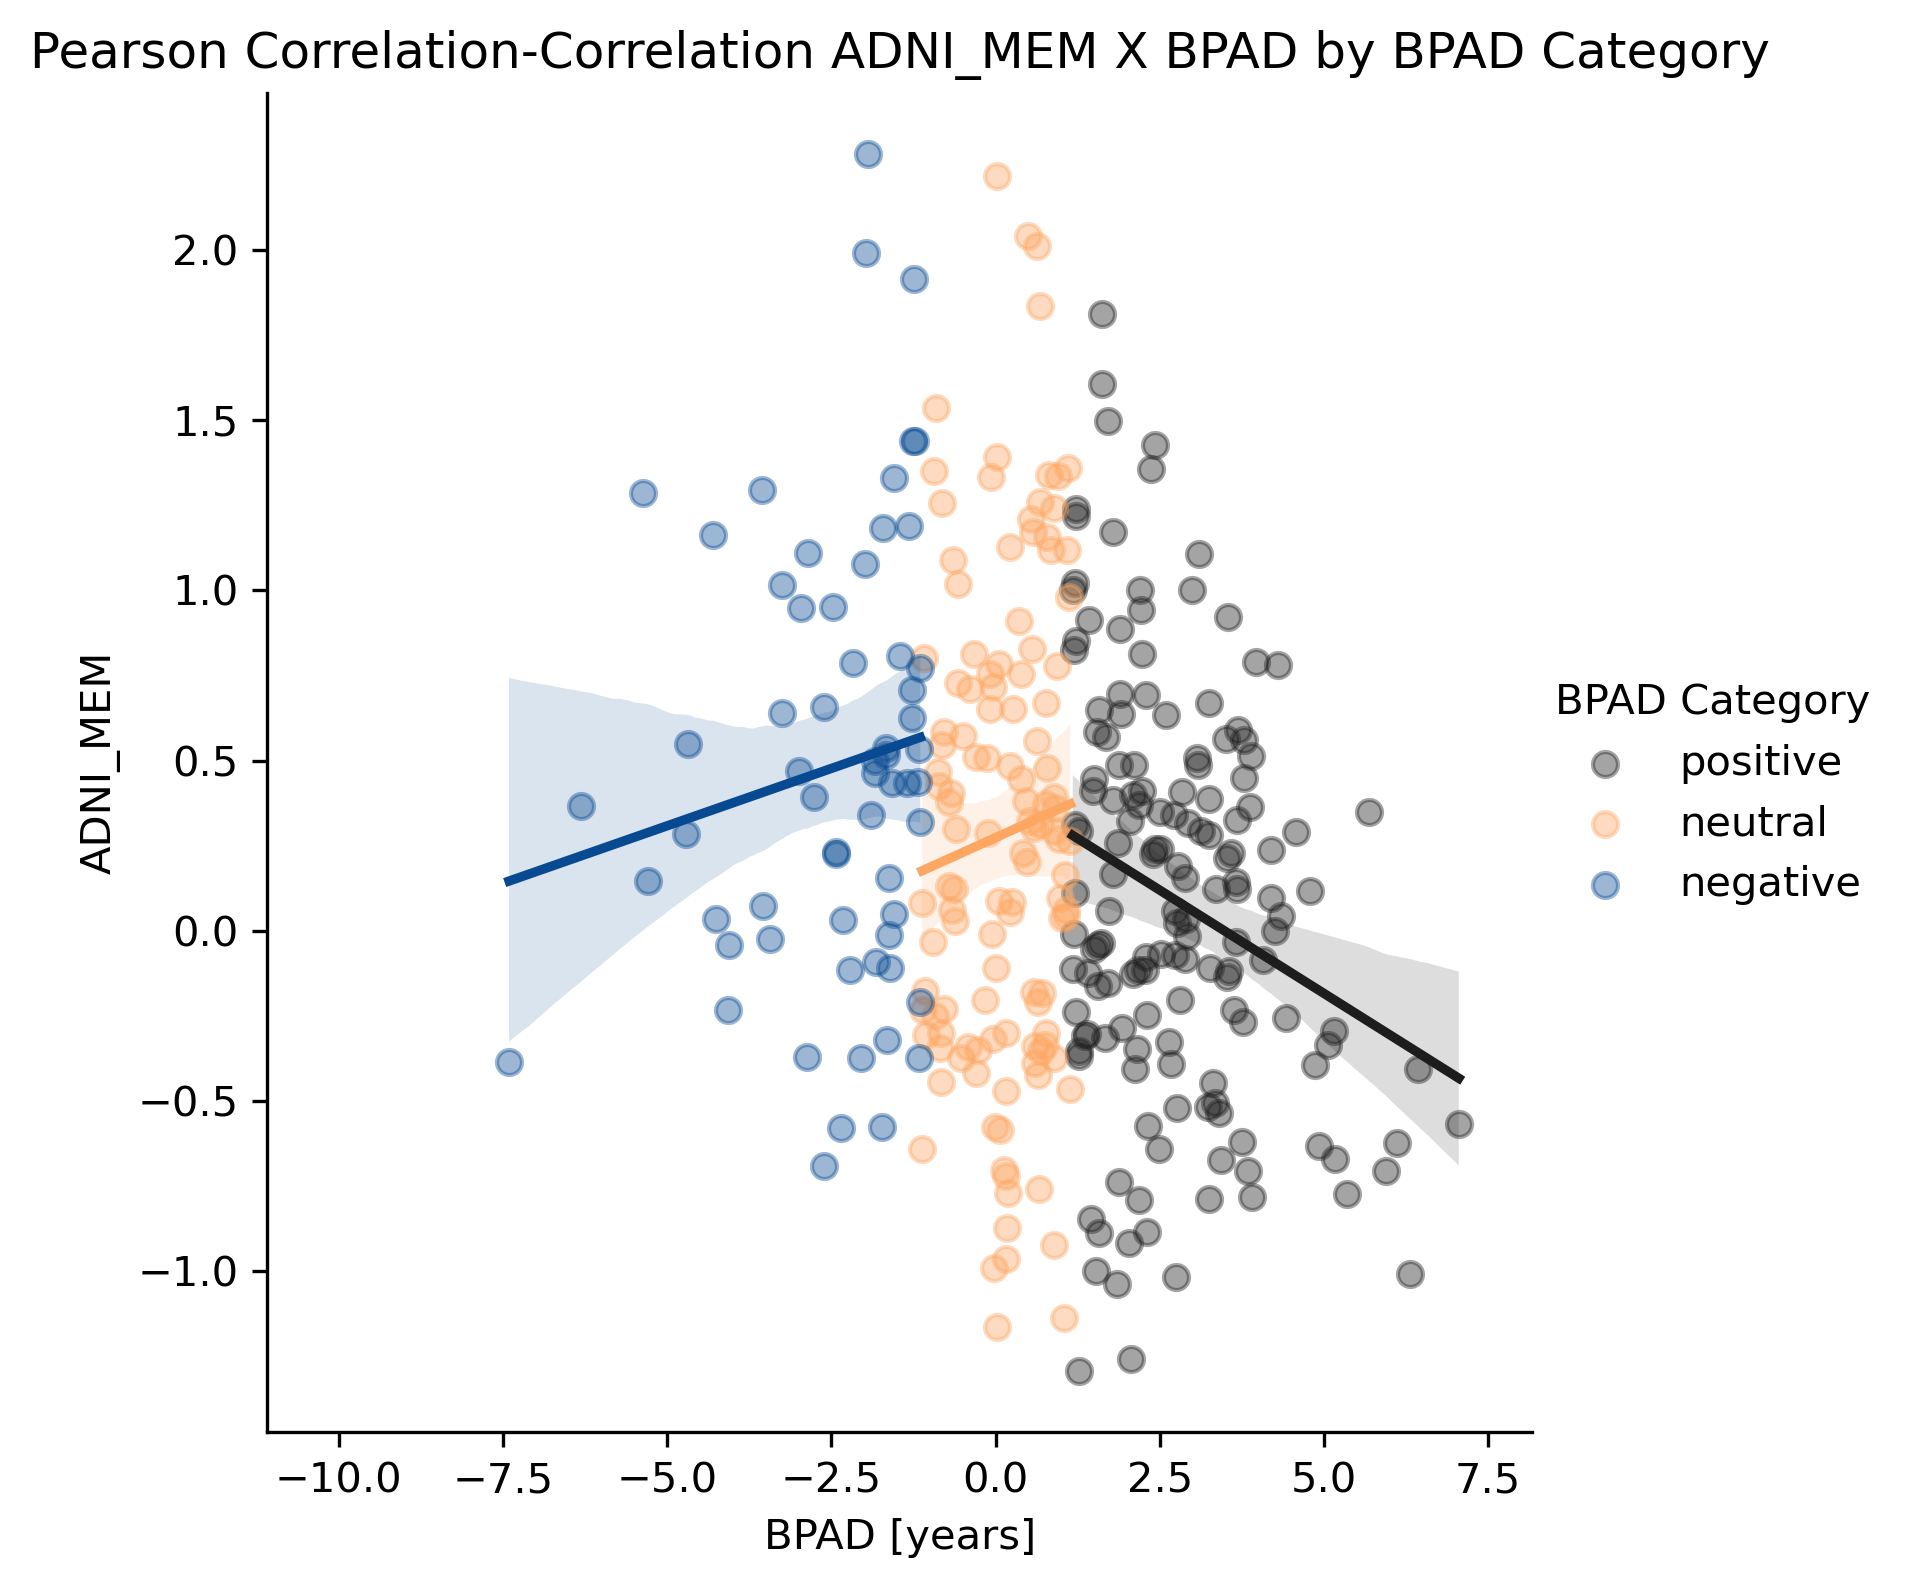 Pearson Correlation-Correlation ADNI_MEM X BPAD by BPAD Category
ADNI_MEM
2.0
1.5
1.0
0.5
0.0
−0.5
−1.0
−10.0 −7.5 −5.0 −2.5 0.0 2.5 5.0 7.5
BPAD [years]
BPAD Category
positive
neutral
negative